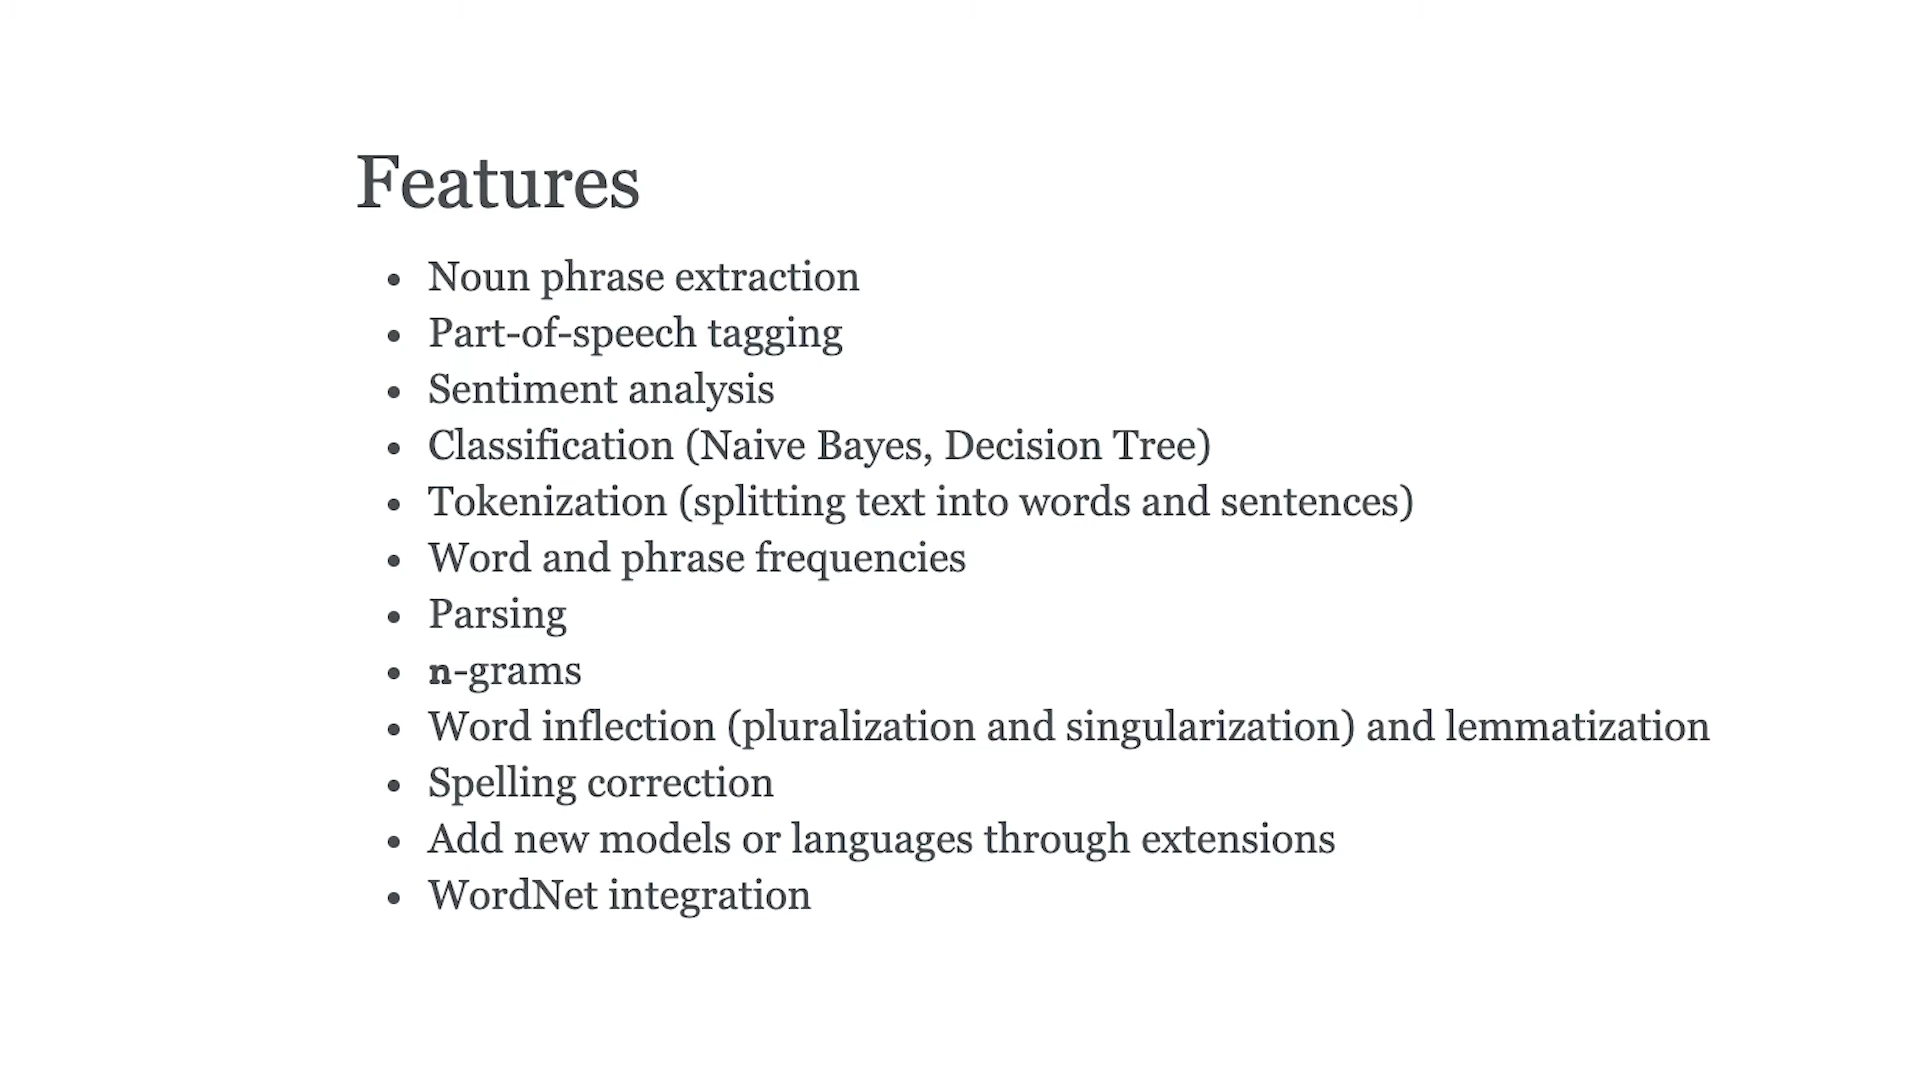 Features
• Noun phrase extraction
• Part-of-speech tagging
• Sentiment analysis
• Classification (Naive Bayes, Decision Tree)
• Tokenization (splitting text into words and sentences)
• Word and phrase frequencies
• Parsing
• n-grams
• Word inflection (pluralization and singularization) and lemmatization
• Spelling correction
• Add new models or languages through extensions
• WordNet integration